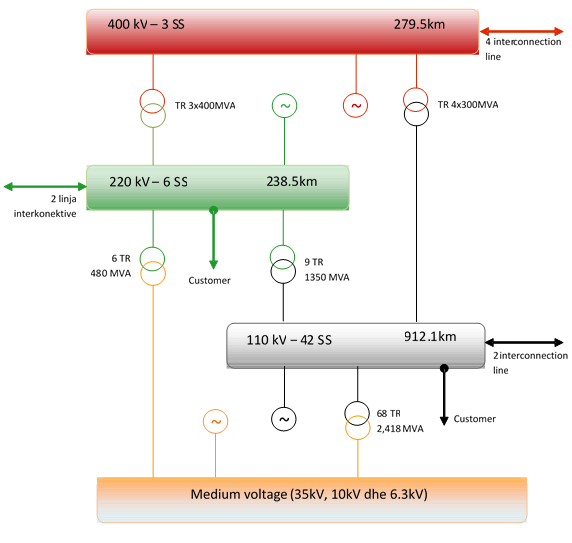 400 kV – 3 SS 279.5km
4 interconnection
line
TR 3x400MVA
~
~
TR 4x300MVA
220 kV – 6 SS 238.5km
2 linja
interkonektive
6 TR
480 MVA
Customer
9 TR
1350 MVA
110 kV – 42 SS 912.1km
2 interconnection
line
~
~
68 TR
2,418 MVA
Customer
Medium voltage (35kV, 10kV dhe 6.3kV)